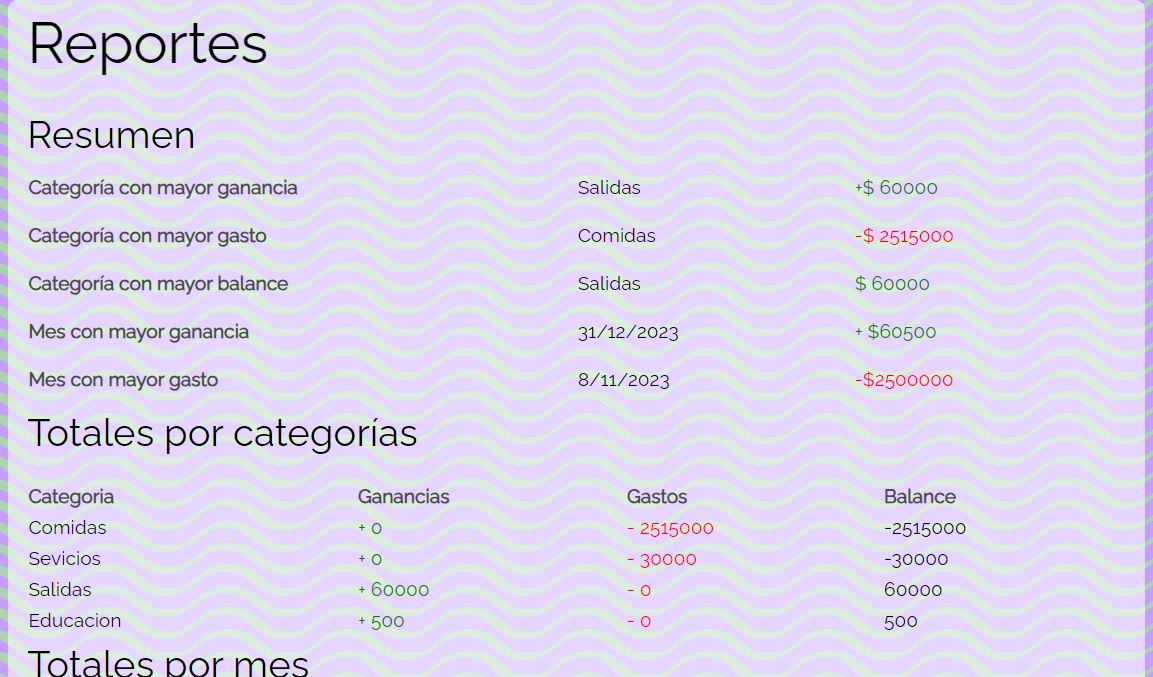 Reportes
Resumen
Categoría con mayor ganancia Salidas +$ 60000
Categoría con mayor gasto Comidas -$ 2515000
Categoría con mayor balance Salidas $ 60000
Mes con mayor ganancia 31/12/2023 + $60500
Mes con mayor gasto 8/11/2023 -$2500000
Totales por categorías
Categoria Ganancias Gastos Balance
Comidas + 0 - 2515000 -2515000
Sevicios + 0 - 30000 -30000
Salidas + 60000 - 0 60000
Educacion + 500 - 0 500
Totales por mes